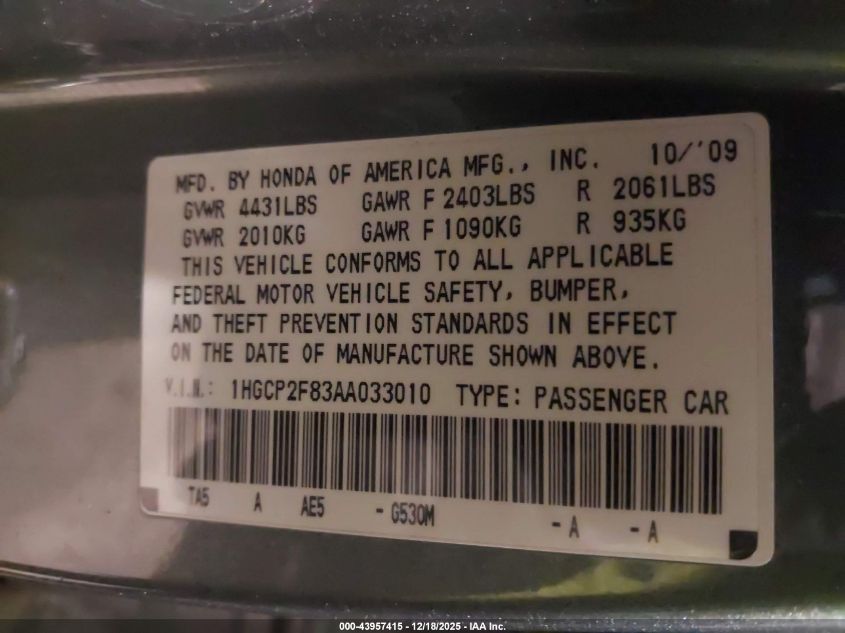 MFD. BY HONDA OF AMERICA MFG., INC. 10/'09
GVWR 4431LBS GAWR F 2403LBS R 2061LBS
GVWR 2010KG GAWR F 1090KG R 935KG
THIS VEHICLE CONFORMS TO ALL APPLICABLE
FEDERAL MOTOR VEHICLE SAFETY, BUMPER,
AND THEFT PREVENTION STANDARDS IN EFFECT
ON THE DATE OF MANUFACTURE SHOWN ABOVE.
V.I.N.: 1HGCP2F83AA033010 TYPE: PASSENGER CAR
TA5 A AE5 - G530M - A - A
000-43957415 - 12/18/2025 - IAA Inc.